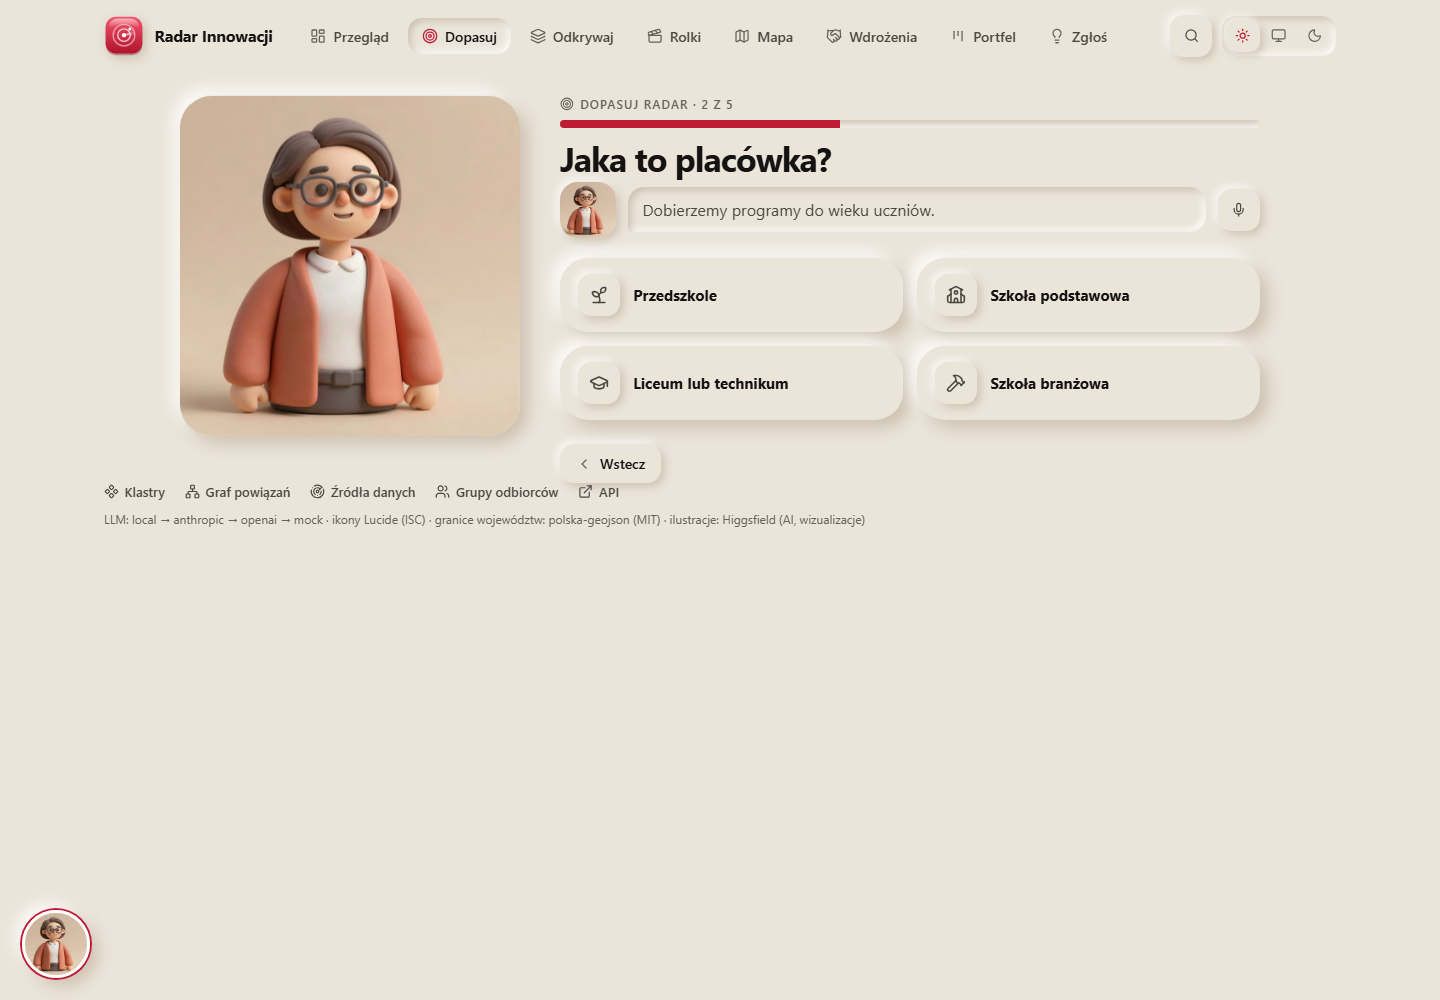 Radar Innowacji
Przegląd
Dopasuj
Odkrywaj
Rolki
Mapa
Wdrożenia
Portfel
Zgłoś
DOPASUJ RADAR · 2 Z 5
Jaka to placówka?
Dobierzemy programy do wieku uczniów.
Przedszkole
Szkoła podstawowa
Liceum lub technikum
Szkoła branżowa
Wstecz
Klastry
Graf powiązań
Źródła danych
Grupy odbiorców
API
LLM: local → anthropic → openai → mock · ikony Lucide (ISC) · granice województw: polska-geojson (MIT) · ilustracje: Higgsfield (AI, wizualizacje)